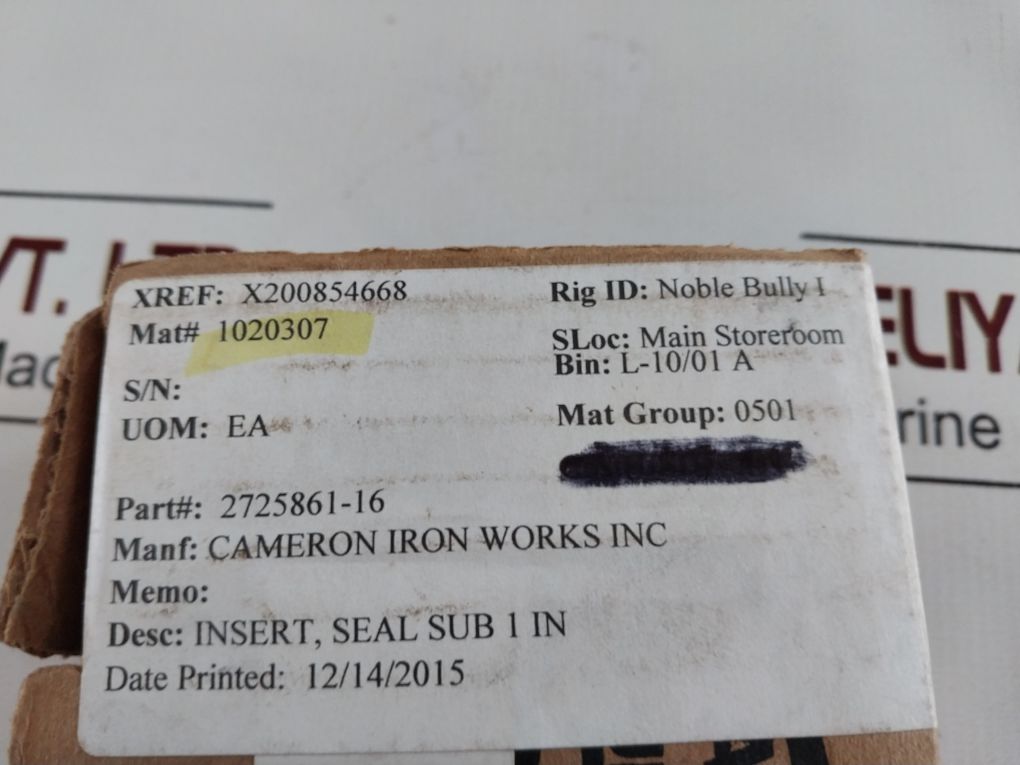 XREF: X200854668
Rig ID: Noble Bully I
Mat# 1020307
SLoc: Main Storeroom
Bin: L-10/01 A
S/N:
UOM: EA
Mat Group: 0501
Part#: 2725861-16
Manf: CAMERON IRON WORKS INC
Memo:
Desc: INSERT, SEAL SUB 1 IN
Date Printed: 12/14/2015